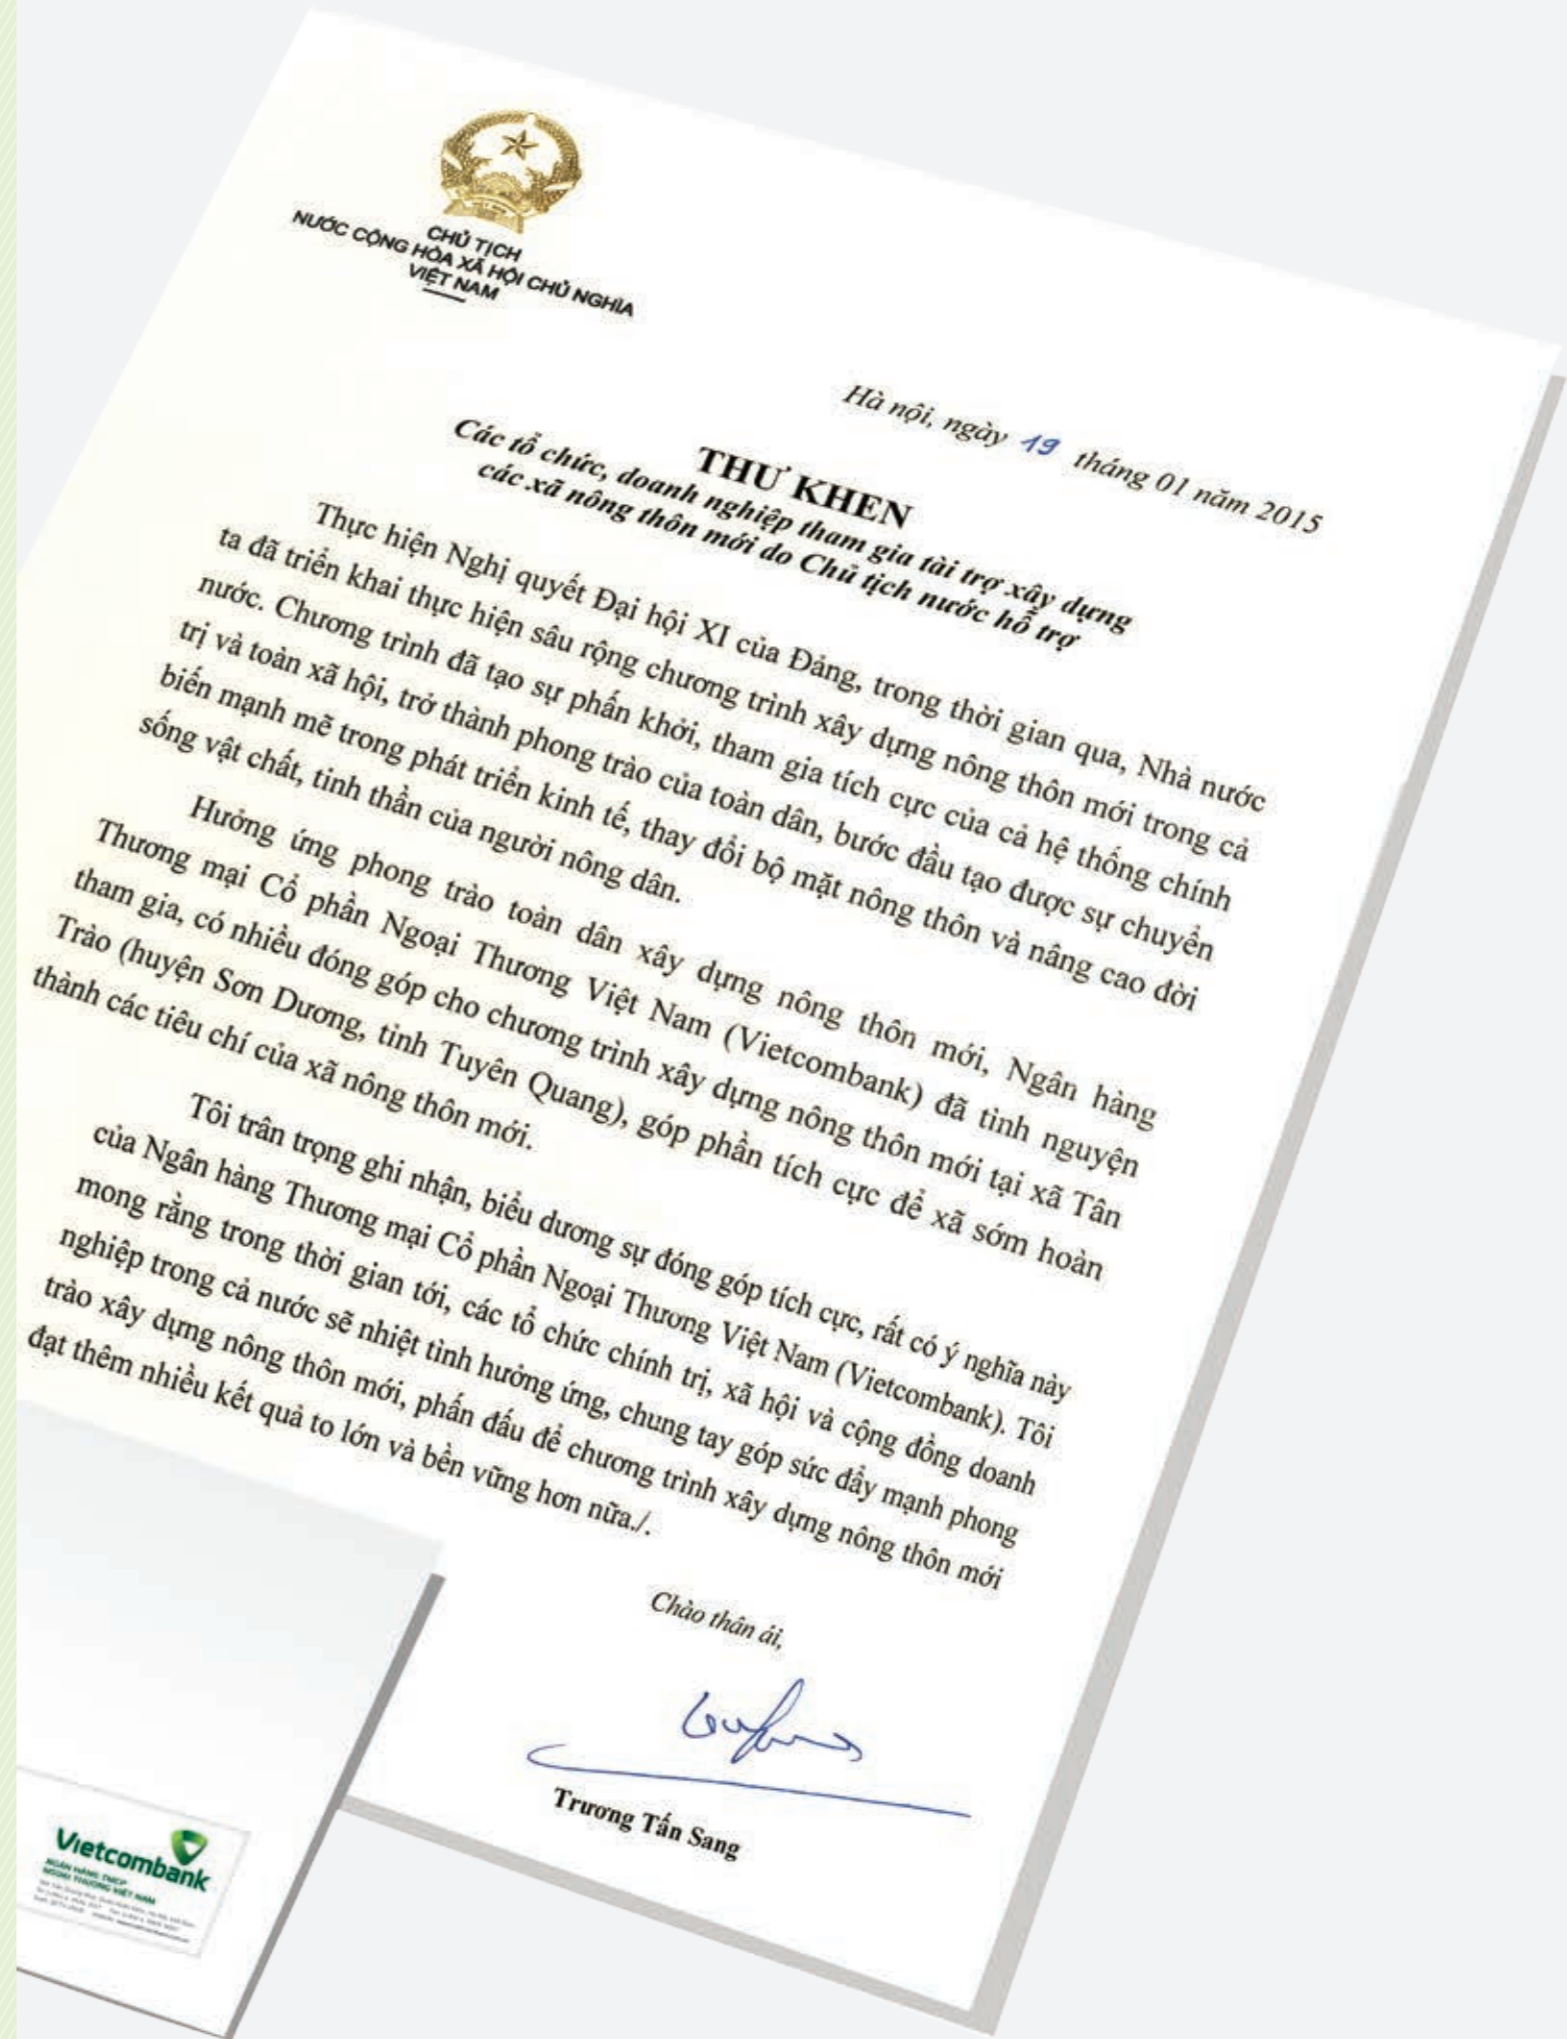 CHỦ TỊCH
NƯỚC CỘNG HÒA XÃ HỘI CHỦ NGHĨA
VIỆT NAM
Hà nội, ngày 19 tháng 01 năm 2015
THƯ KHEN
Các tổ chức, doanh nghiệp tham gia tài trợ xây dựng
các xã nông thôn mới do Chủ tịch nước hỗ trợ
Thực hiện Nghị quyết Đại hội XI của Đảng, trong thời gian qua, Nhà nước
ta đã triển khai thực hiện sâu rộng chương trình xây dựng nông thôn mới trong cả
nước. Chương trình đã tạo sự phấn khởi, tham gia tích cực của cả hệ thống chính
trị và toàn xã hội, trở thành phong trào của toàn dân, bước đầu tạo được sự chuyển
biến mạnh mẽ trong phát triển kinh tế, thay đổi bộ mặt nông thôn và nâng cao đời
sống vật chất, tinh thần của người nông dân.
Hưởng ứng phong trào toàn dân xây dựng nông thôn mới, Ngân hàng
Thương mại Cổ phần Ngoại Thương Việt Nam (Vietcombank) đã tình nguyện
tham gia, có nhiều đóng góp cho chương trình xây dựng nông thôn mới tại xã Tân
Trào (huyện Sơn Dương, tỉnh Tuyên Quang), góp phần tích cực để xã sớm hoàn
thành các tiêu chí của xã nông thôn mới.
Tôi trân trọng ghi nhận, biểu dương sự đóng góp tích cực, rất có ý nghĩa này
của Ngân hàng Thương mại Cổ phần Ngoại Thương Việt Nam (Vietcombank). Tôi
mong rằng trong thời gian tới, các tổ chức chính trị, xã hội và cộng đồng doanh
nghiệp trong cả nước sẽ nhiệt tình hưởng ứng, chung tay góp sức đẩy mạnh phong
trào xây dựng nông thôn mới, phấn đấu để chương trình xây dựng nông thôn mới
đạt thêm nhiều kết quả to lớn và bền vững hơn nữa./.
Chào thân ái,
Trương Tấn Sang
Vietcombank
NGÂN HÀNG TMCP
NGOẠI THƯƠNG VIỆT NAM